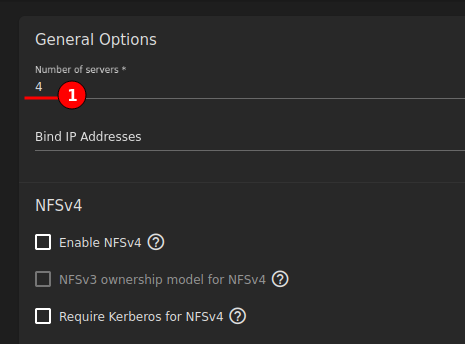 General Options
Number of servers *
4
1
Bind IP Addresses
NFSv4
Enable NFSv4 ?
NFSv3 ownership model for NFSv4 ?
Require Kerberos for NFSv4 ?